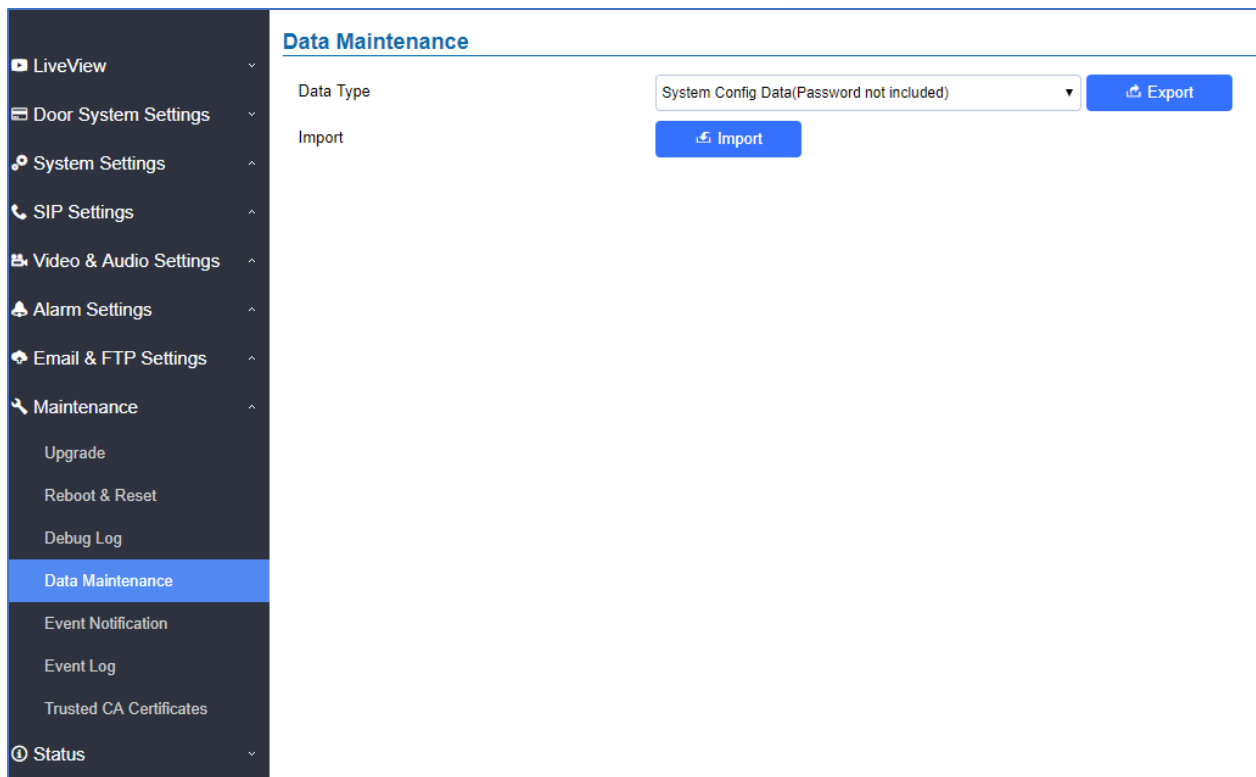 LiveView
Door System Settings
System Settings
SIP Settings
Video & Audio Settings
Alarm Settings
Email & FTP Settings
Maintenance
Upgrade
Reboot & Reset
Debug Log
Data Maintenance
Event Notification
Event Log
Trusted CA Certificates
Status
Data Maintenance
Data Type
System Config Data(Password not included)
Export
Import
Import